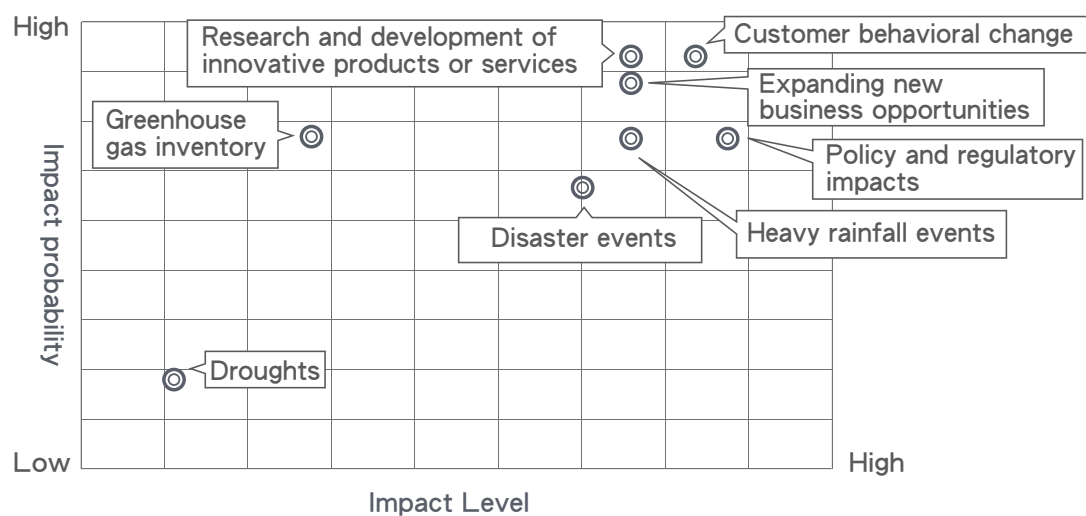 High
Research and development of
innovative products or services
Customer behavioral change
Expanding new
business opportunities
Greenhouse
gas inventory
Policy and regulatory
impacts
Disaster events
Heavy rainfall events
Impact probability
Droughts
Low
High
Impact Level